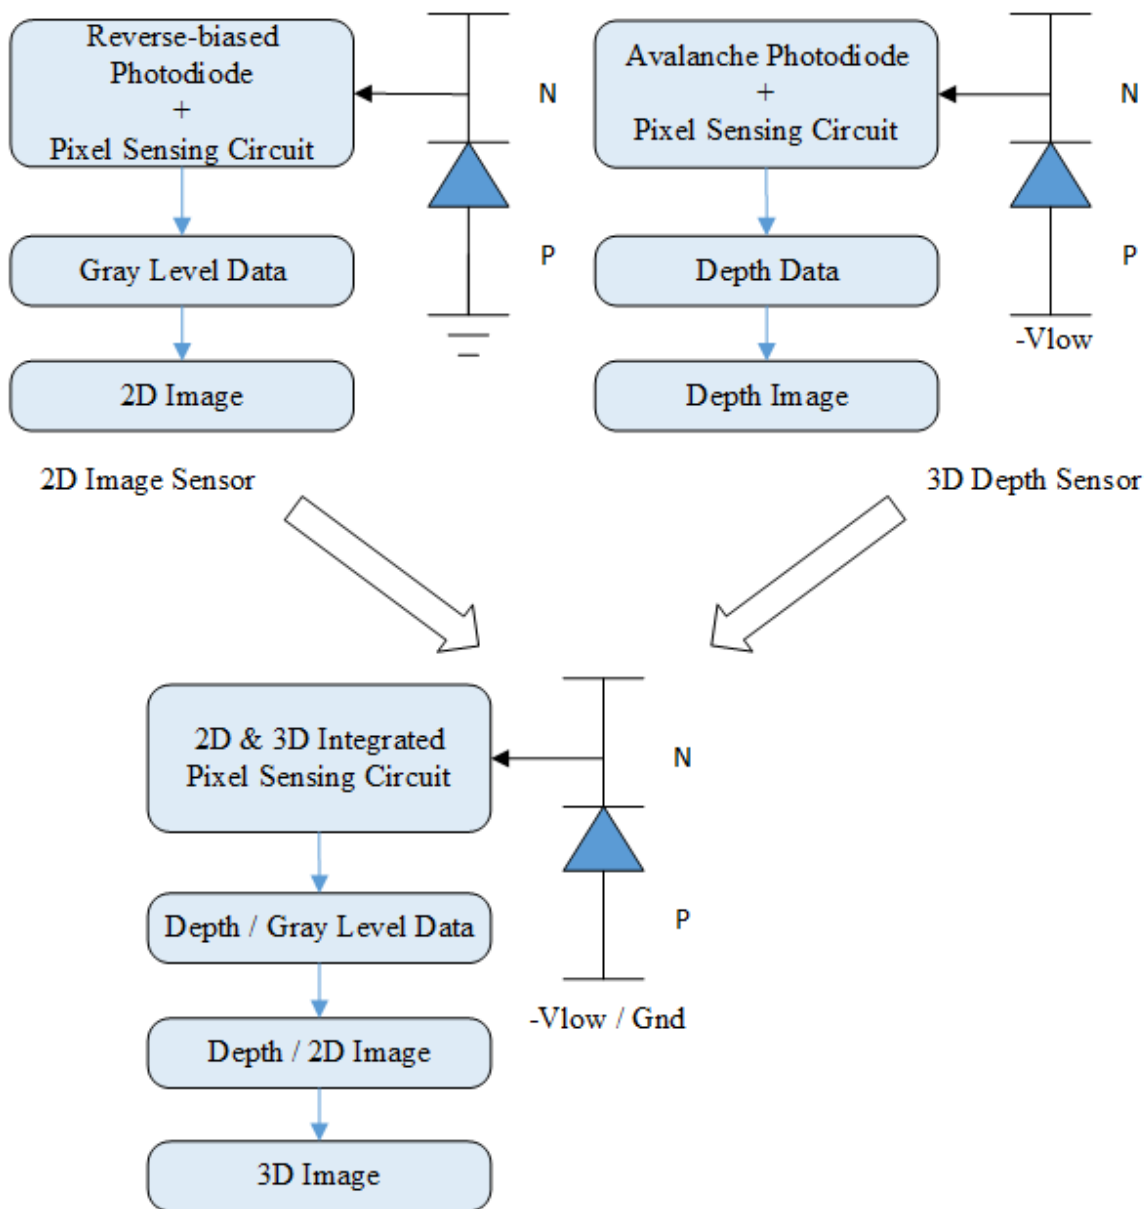 Reverse-biased
Photodiode
+
Pixel Sensing Circuit
N
P
Gray Level Data
2D Image
2D Image Sensor
Avalanche Photodiode
+
Pixel Sensing Circuit
N
P
Depth Data
-Vlow
Depth Image
3D Depth Sensor
2D & 3D Integrated
Pixel Sensing Circuit
N
P
Depth / Gray Level Data
-Vlow / Gnd
Depth / 2D Image
3D Image